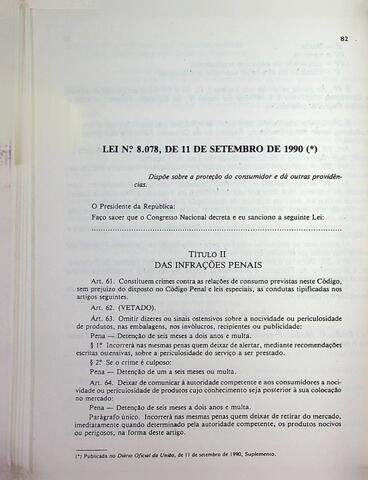 82
LEI N.º 8.078, DE 11 DE SETEMBRO DE 1990 (*)
Dispõe sobre a proteção do consumidor e dá outras providên-
cias.
O Presidente da República:
Faço saber que o Congresso Nacional decreta e eu sanciono a seguinte Lei:
TÍTULO II
DAS INFRAÇÕES PENAIS
Art. 61. Constituem crimes contra as relações de consumo previstas neste Código,
sem prejuízo do disposto no Código Penal e leis especiais, as condutas tipificadas nos
artigos seguintes.
Art. 62. (VETADO).
Art. 63. Omitir dizeres ou sinais ostensivos sobre a nocividade ou periculosidade
de produtos, nas embalagens, nos invólucros, recipientes ou publicidade:
Pena — Detenção de seis meses a dois anos e multa.
§ 1.º Incorrerá nas mesmas penas quem deixar de alertar, mediante recomendações
escritas ostensivas, sobre a periculosidade do serviço a ser prestado.
§ 2.º Se o crime é culposo:
Pena — Detenção de um a seis meses ou multa.
Art. 64. Deixar de comunicar à autoridade competente e aos consumidores a noci-
vidade ou periculosidade de produtos cujo conhecimento seja posterior à sua colocação
no mercado:
Pena — Detenção de seis meses a dois anos e multa.
Parágrafo único. Incorrerá nas mesmas penas quem deixar de retirar do mercado,
imediatamente quando determinado pela autoridade competente, os produtos nocivos
ou perigosos, na forma deste artigo.
(*) Publicada no Diário Oficial da União, de 11 de setembro de 1990, Suplemento.